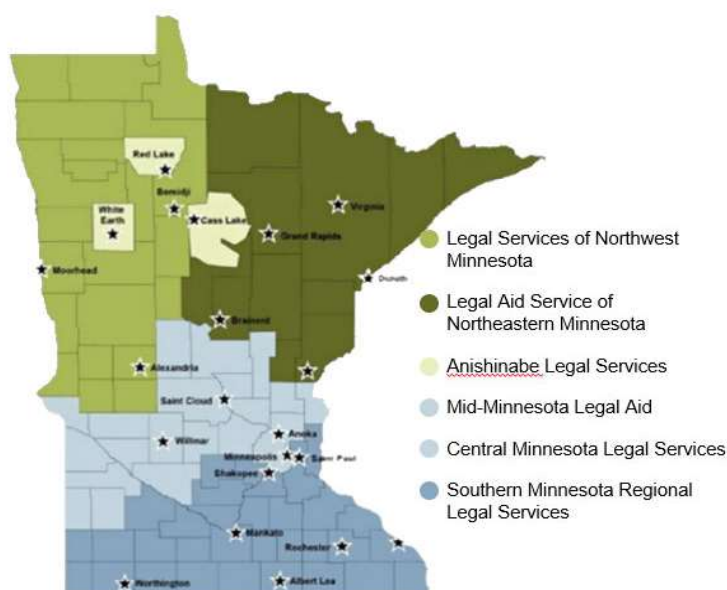 Red Lake
Bemidji
White
Earth
Cass Lake
Virginia
Grand Rapids
Moorhead
Duluth
Brainerd
Alexandria
Saint Cloud
Anoka
Willmar
Minneapolis
Saint Paul
Shakopee
Mankato
Rochester
Worthington
Albert Lea
Legal Services of Northwest
Minnesota
Legal Aid Service of
Northeastern Minnesota
Anishinabe Legal Services
Mid-Minnesota Legal Aid
Central Minnesota Legal Services
Southern Minnesota Regional
Legal Services